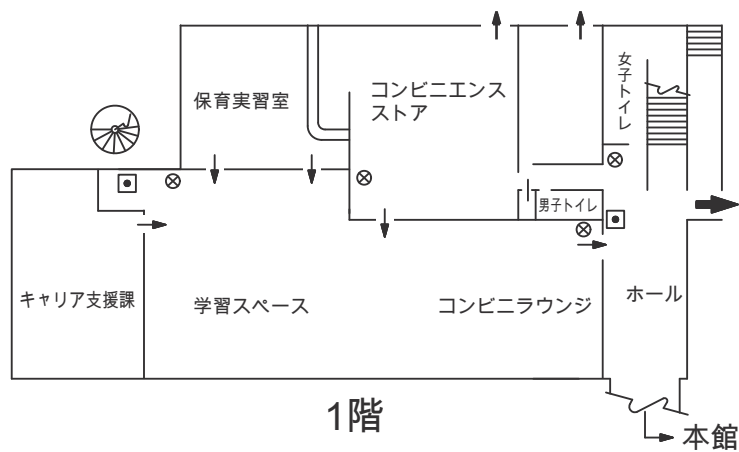 保育実習室
コンビニエンス
ストア
女子トイレ
男子トイレ
キャリア支援課
学習スペース
コンビニラウンジ
ホール
1階
本館